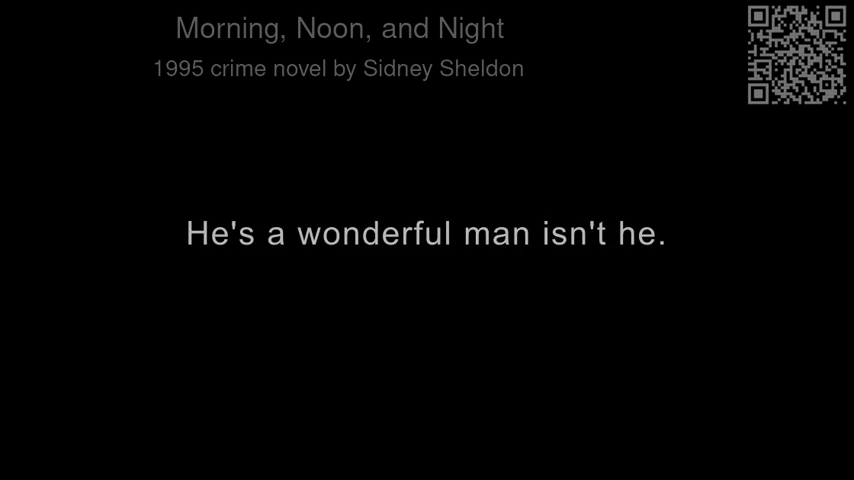 Morning, Noon, and Night
1995 crime novel by Sidney Sheldon
He's a wonderful man isn't he.